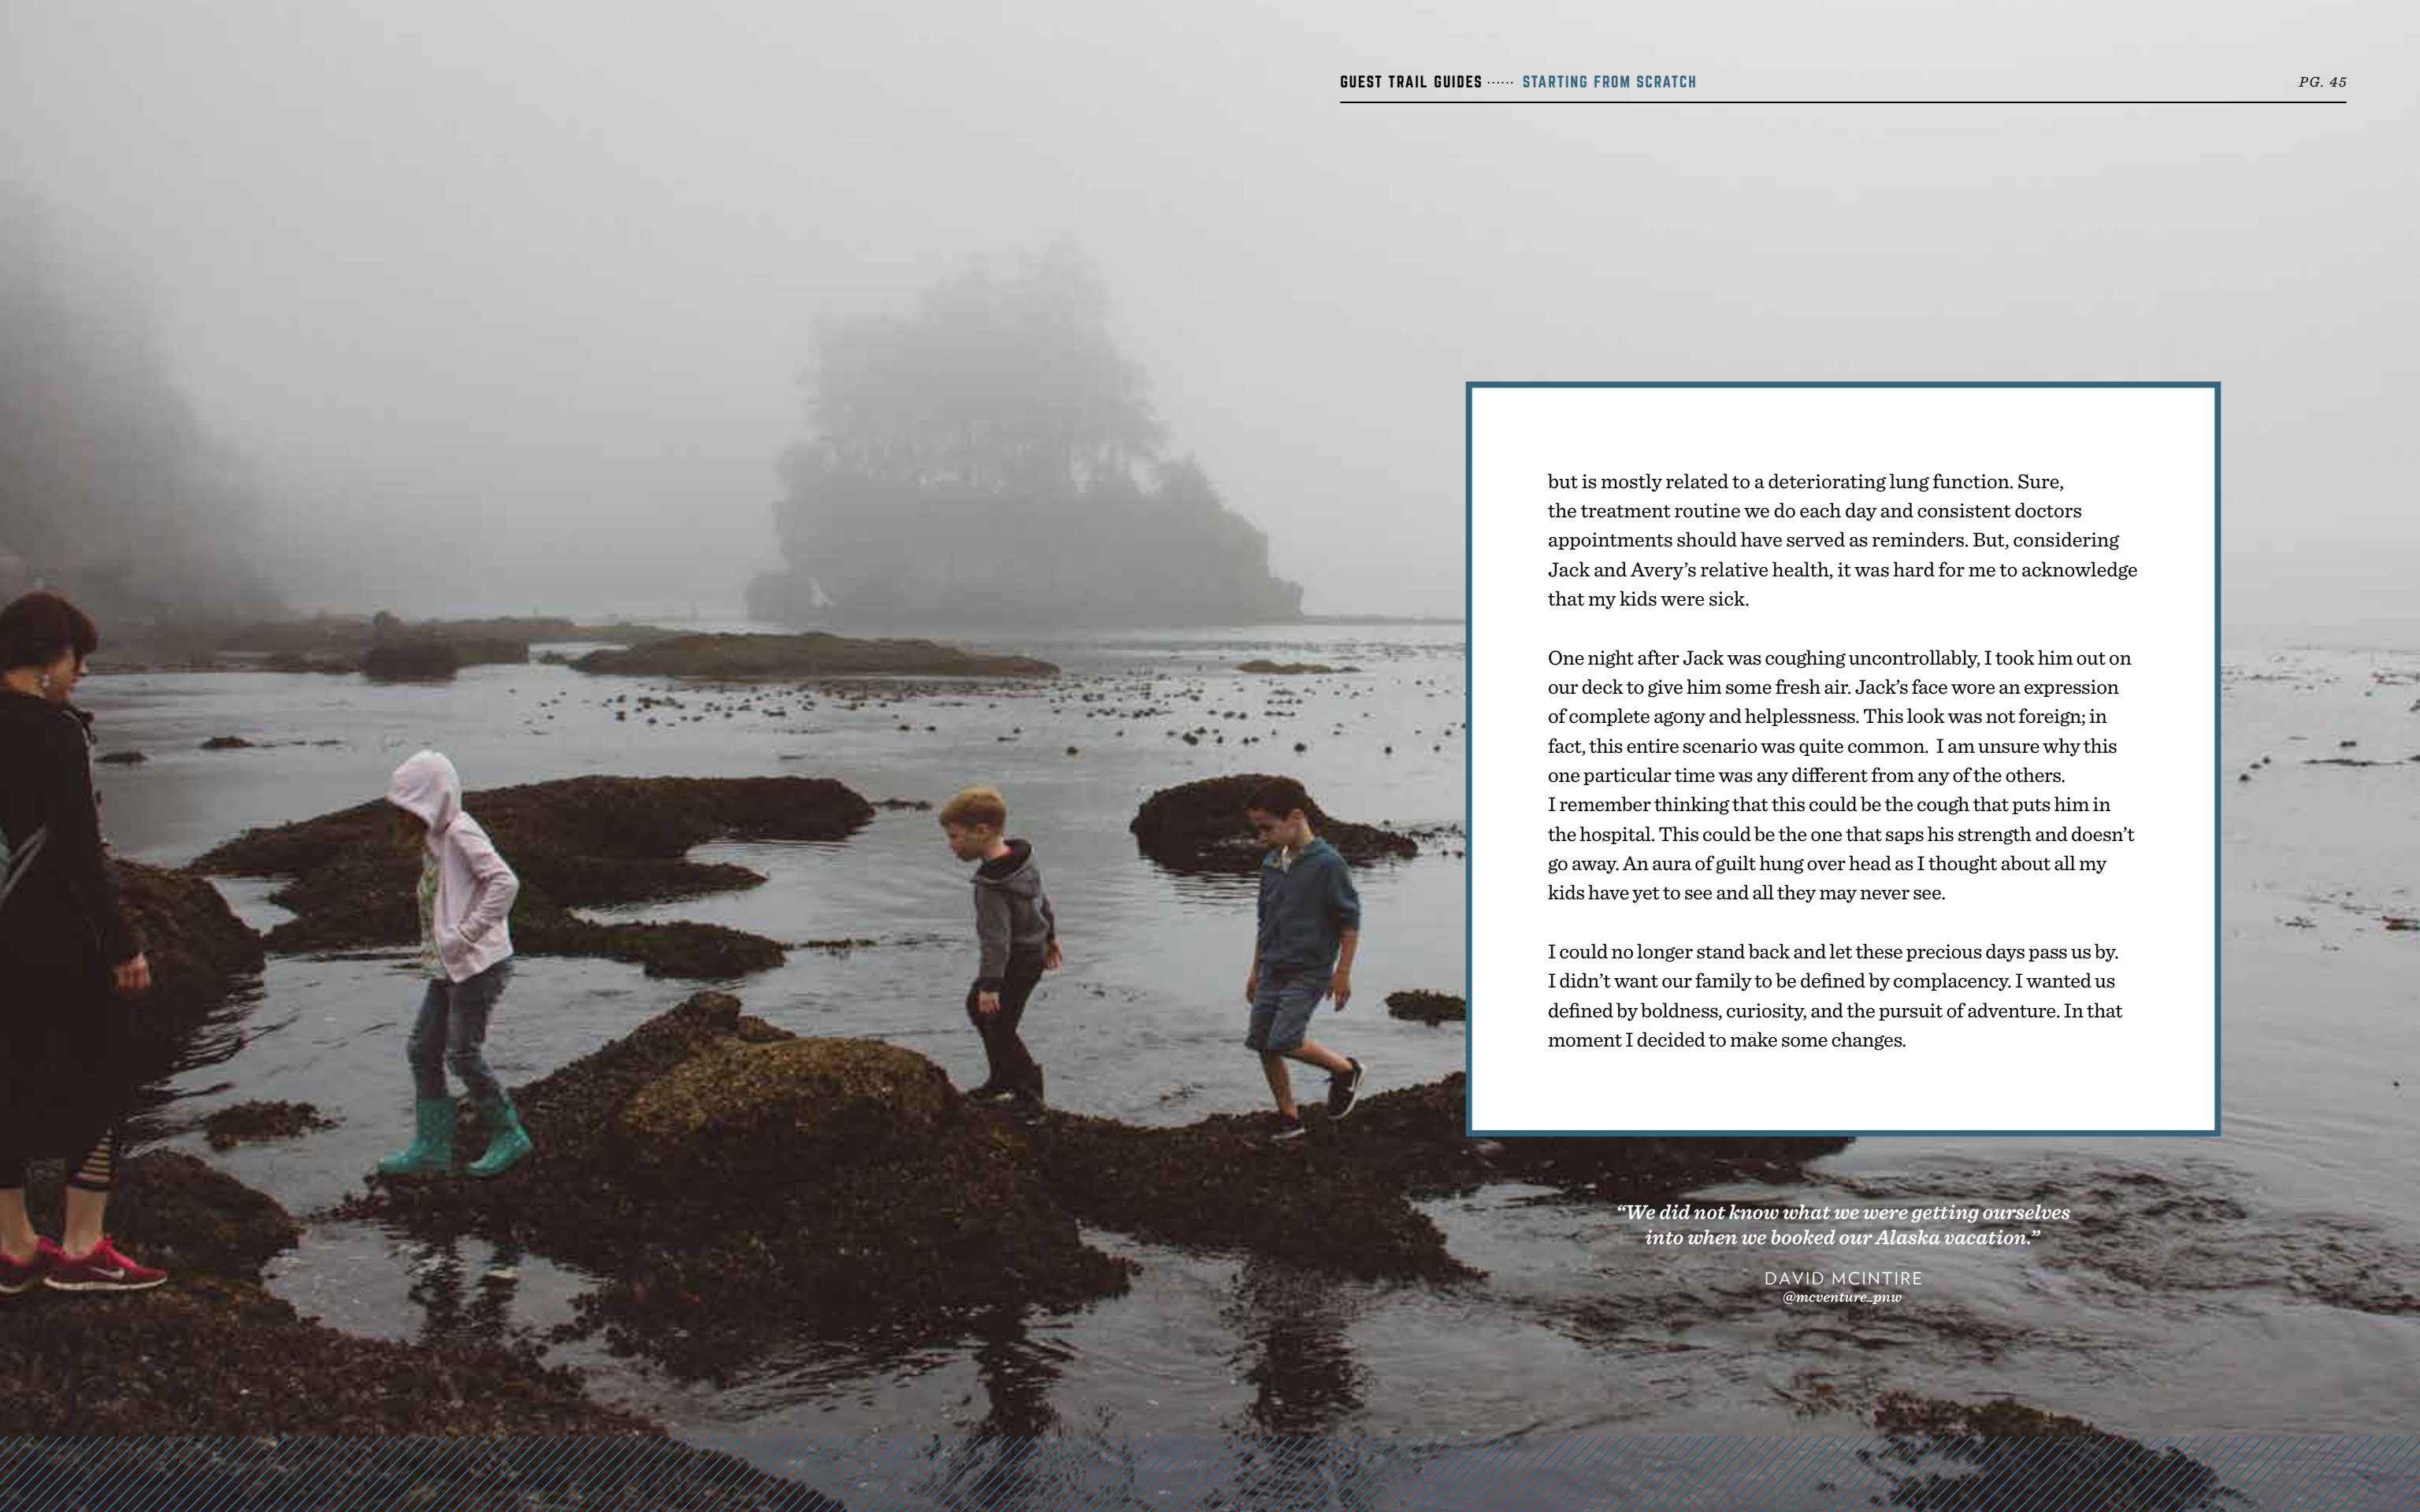 GUEST TRAIL GUIDES ...... STARTING FROM SCRATCH
PG. 45
but is mostly related to a deteriorating lung function. Sure,
the treatment routine we do each day and consistent doctors
appointments should have served as reminders. But, considering
Jack and Avery’s relative health, it was hard for me to acknowledge
that my kids were sick.
One night after Jack was coughing uncontrollably, I took him out on
our deck to give him some fresh air. Jack’s face wore an expression
of complete agony and helplessness. This look was not foreign; in
fact, this entire scenario was quite common.  I am unsure why this
one particular time was any different from any of the others.
I remember thinking that this could be the cough that puts him in
the hospital. This could be the one that saps his strength and doesn’t
go away. An aura of guilt hung over head as I thought about all my
kids have yet to see and all they may never see.
I could no longer stand back and let these precious days pass us by.
I didn’t want our family to be defined by complacency. I wanted us
defined by boldness, curiosity, and the pursuit of adventure. In that
moment I decided to make some changes.
“We did not know what we were getting ourselves
into when we booked our Alaska vacation.”
DAVID MCINTIRE
@mcventure_pnw